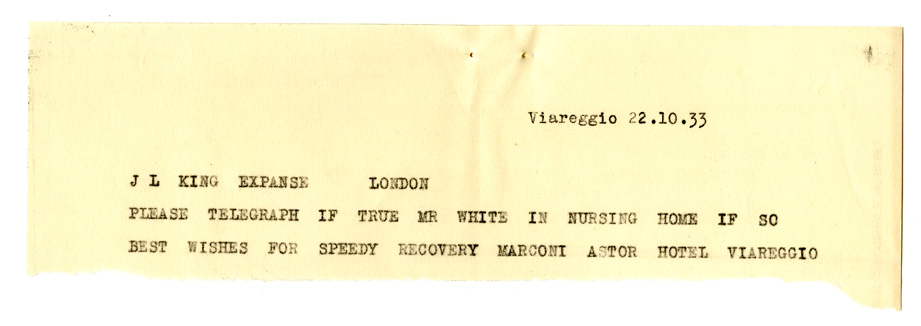 Viareggio 22.10.33
J L KING EXPANSE LONDON
PLEASE TELEGRAPH IF TRUE MR WHITE IN NURSING HOME IF SO
BEST WISHES FOR SPEEDY RECOVERY MARCONI ASTOR HOTEL VIAREGGIO